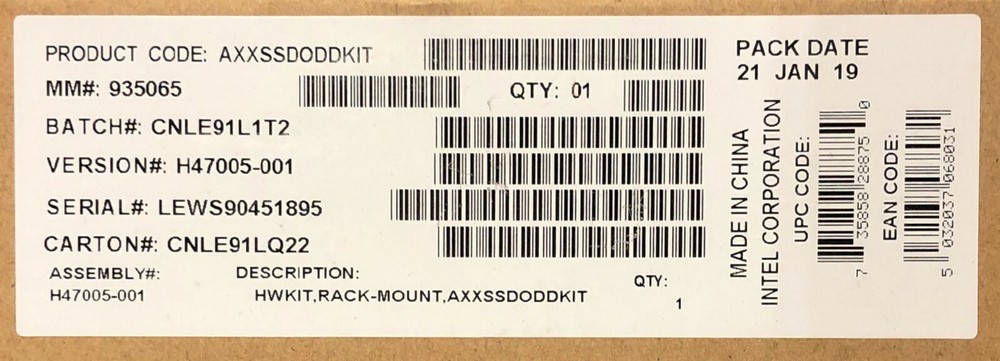 PRODUCT CODE: AXXSSDODDKIT
MM#: 935065
QTY: 01
BATCH#: CNLE91L1T2
VERSION#: H47005-001
SERIAL#: LEWS90451895
CARTON#: CNLE91LQ22
ASSEMBLY#: DESCRIPTION: QTY:
H47005-001 HWKIT,RACK-MOUNT,AXXSSDODDKIT 1
PACK DATE
21 JAN 19
MADE IN CHINA
INTEL CORPORATION
UPC CODE:
7 35858 28875 0
EAN CODE:
5 032037 068031